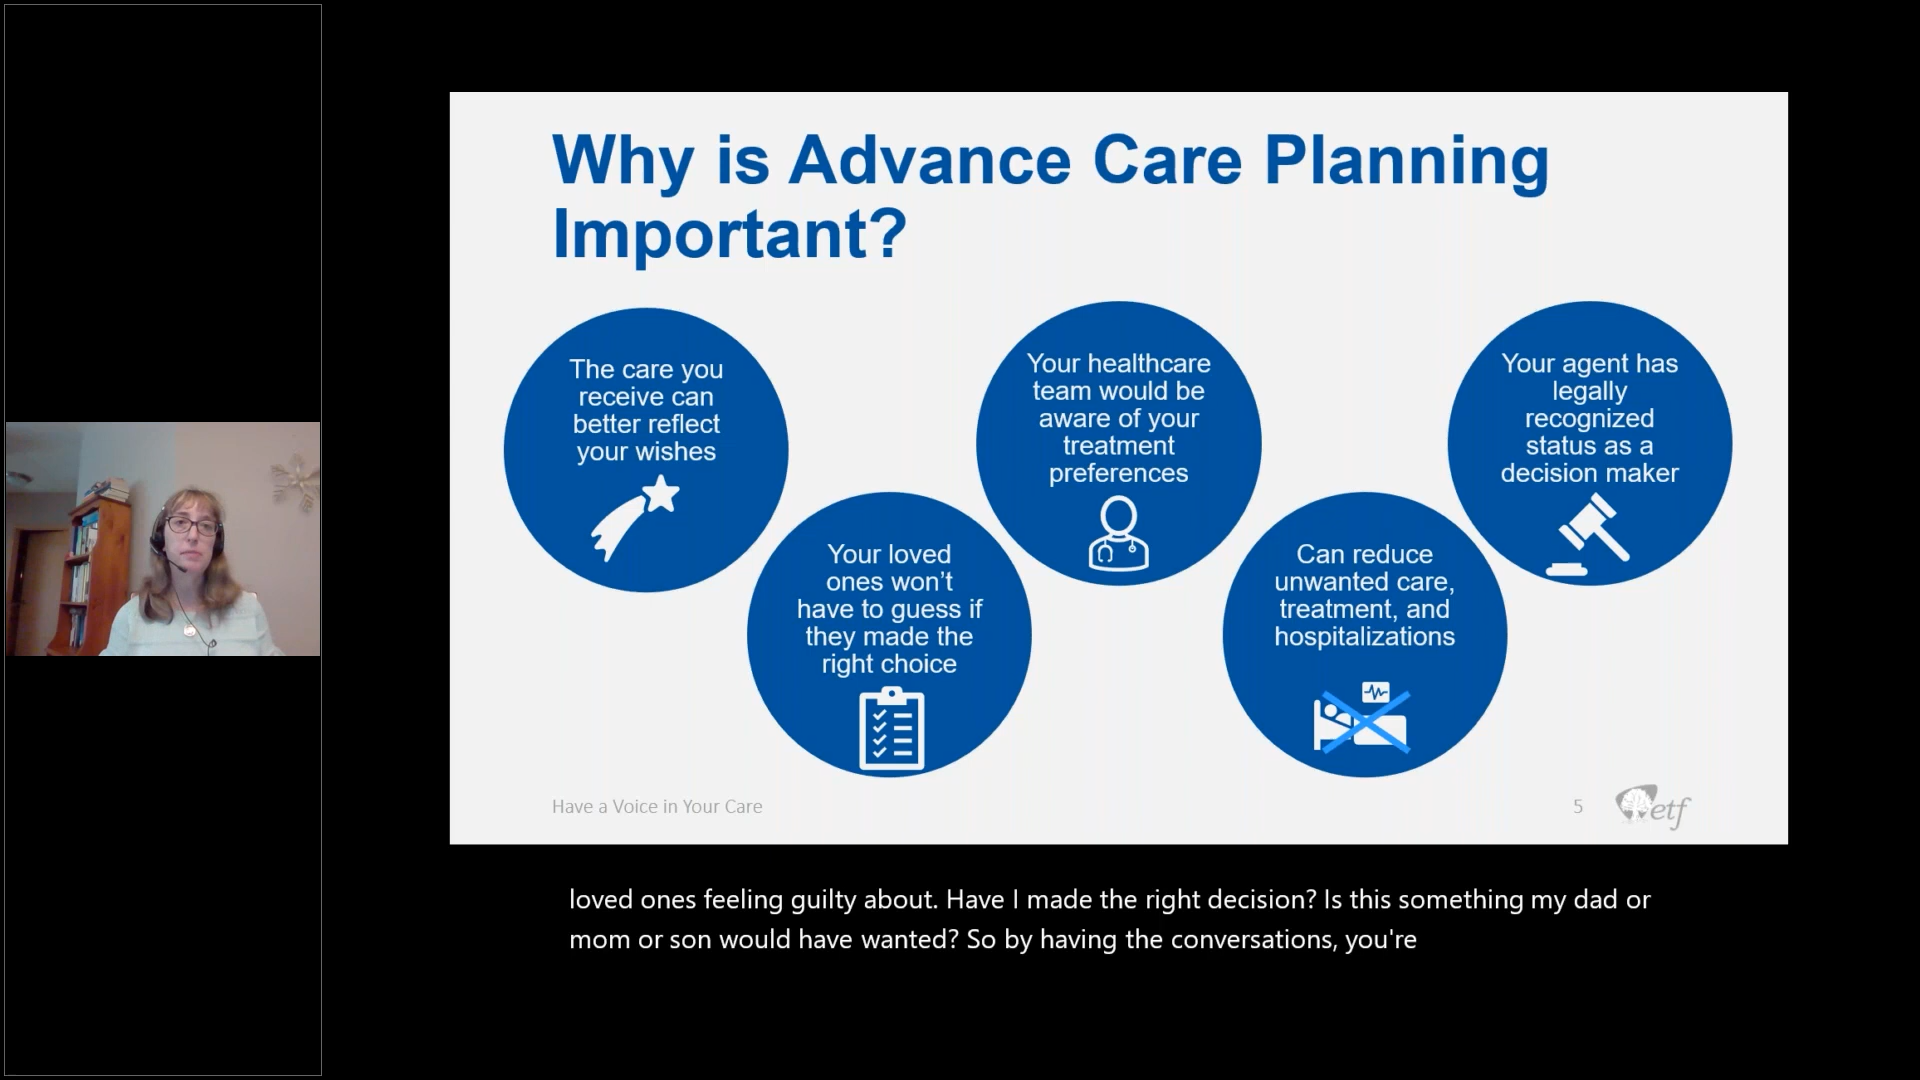 Why is Advance Care Planning
Important?
The care you
receive can
better reflect
your wishes
Your loved
ones won’t
have to guess if
they made the
right choice
Your healthcare
team would be
aware of your
treatment
preferences
Can reduce
unwanted care,
treatment, and
hospitalizations
Your agent has
legally
recognized
status as a
decision maker
Have a Voice in Your Care
5
etf
loved ones feeling guilty about. Have I made the right decision? Is this something my dad or
mom or son would have wanted? So by having the conversations, you're